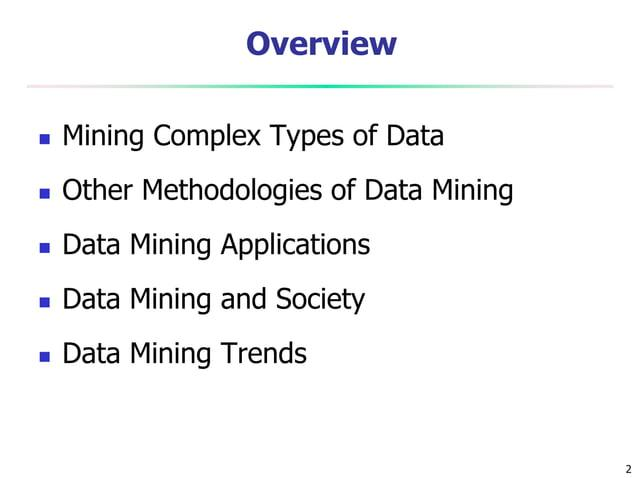 Overview
Mining Complex Types of Data
Other Methodologies of Data Mining
Data Mining Applications
Data Mining and Society
Data Mining Trends
2